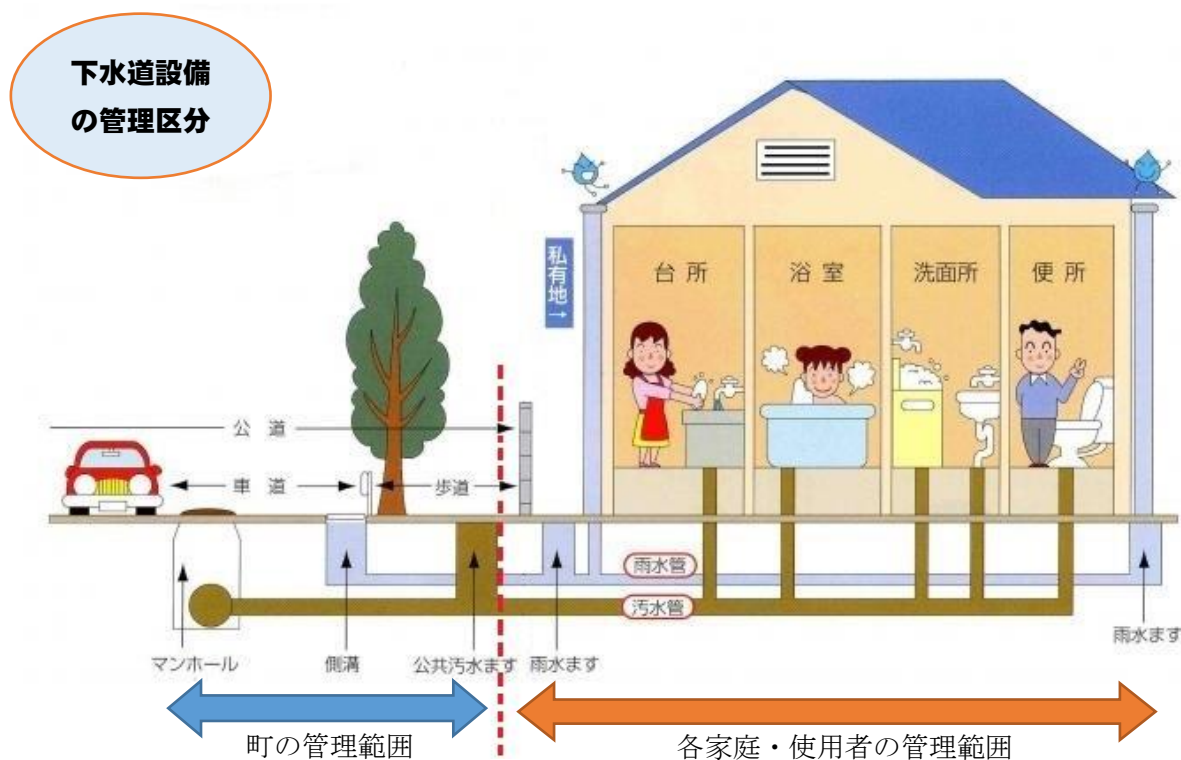 下水道設備
の管理区分
私有地→
台所
浴室
洗面所
便所
公道
車道
歩道
雨水管
汚水管
マンホール
側溝
公共汚水ます
雨水ます
雨水ます
町の管理範囲
各家庭・使用者の管理範囲